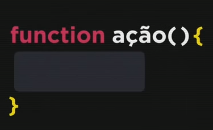 function ação(){
}